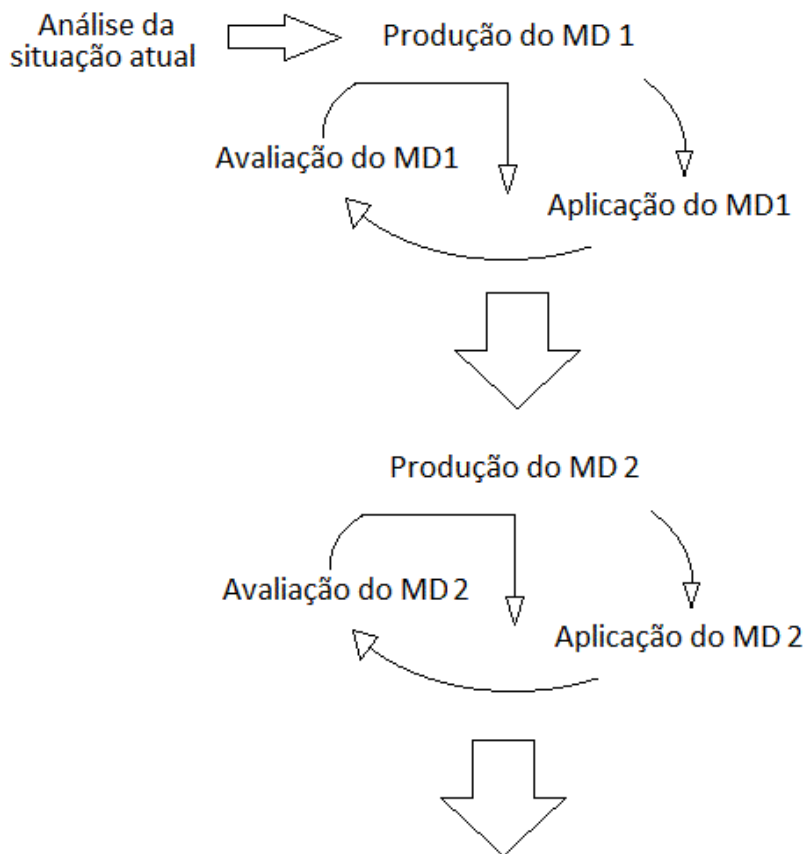 Análise da
situação atual
Produção do MD 1
Avaliação do MD1
Aplicação do MD1
Produção do MD 2
Avaliação do MD 2
Aplicação do MD 2